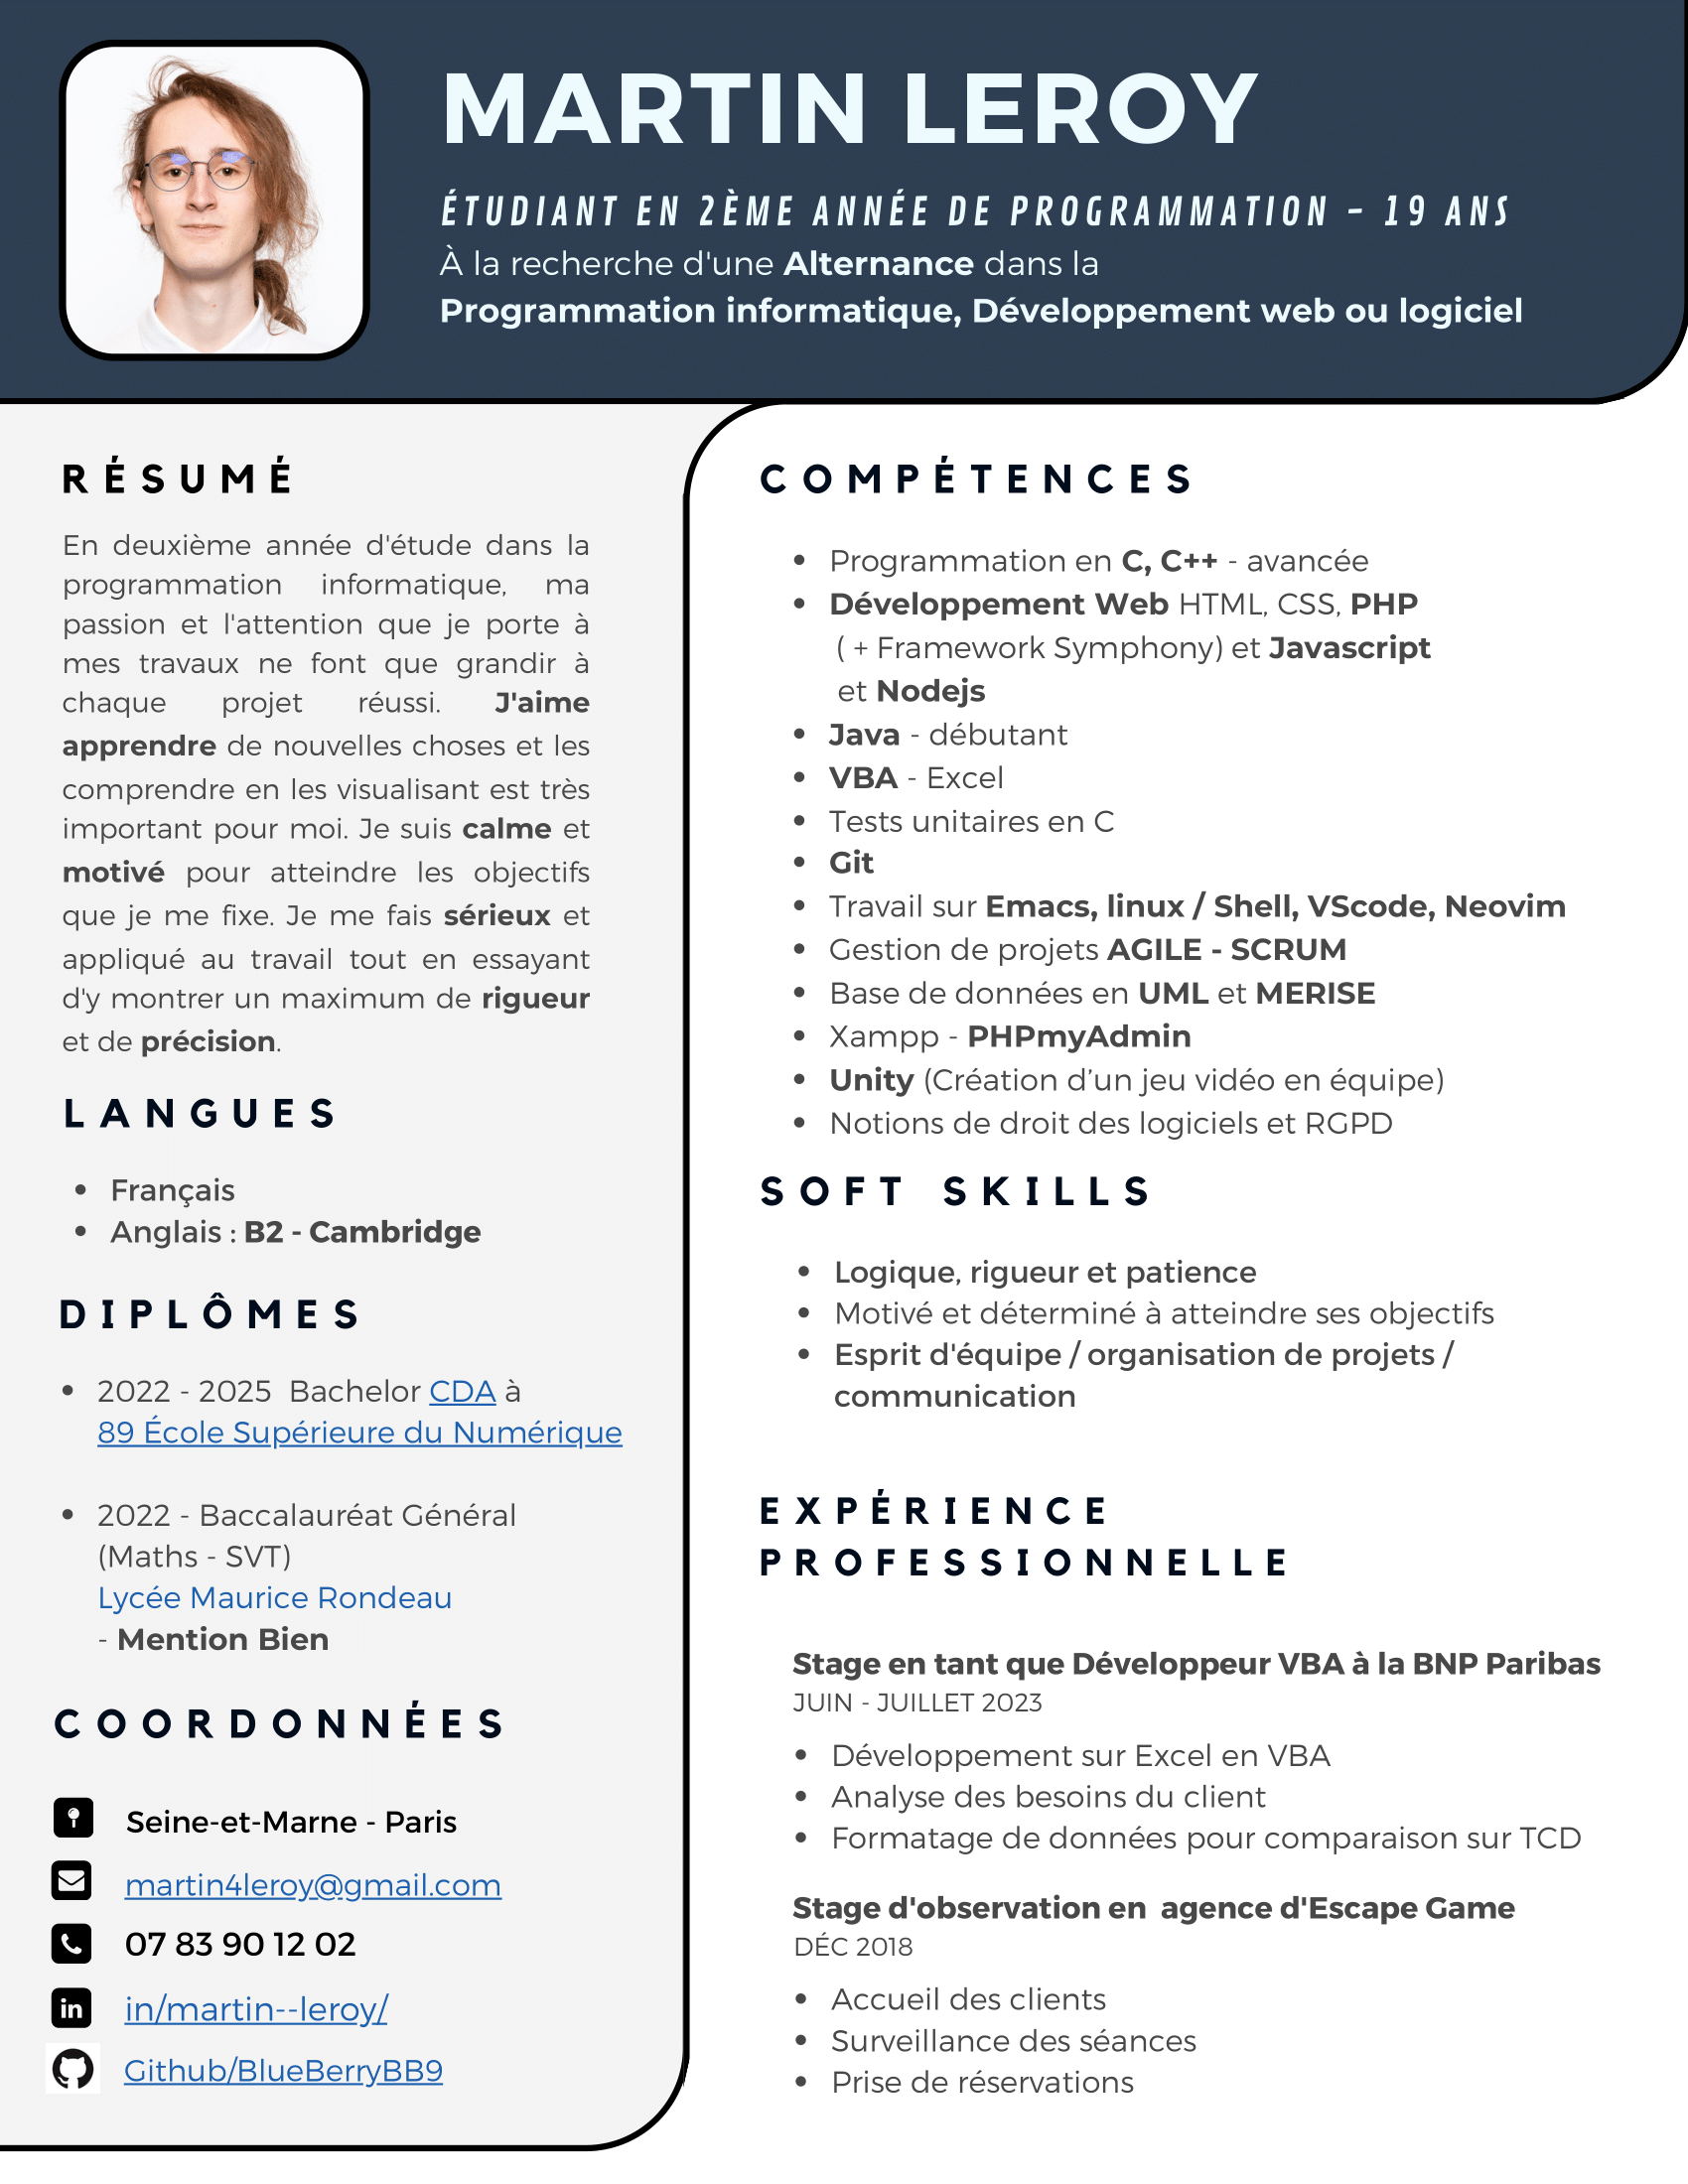 MARTIN LEROY
ÉTUDIANT EN 2ÈME ANNÉE DE PROGRAMMATION - 19 ANS
À la recherche d'une Alternance dans la
Programmation informatique, Développement web ou logiciel
RÉSUMÉ
En deuxième année d'étude dans la
programmation informatique, ma
passion et l'attention que je porte à
mes travaux ne font que grandir à
chaque projet réussi. J'aime
apprendre de nouvelles choses et les
comprendre en les visualisant est très
important pour moi. Je suis calme et
motivé pour atteindre les objectifs
que je me fixe. Je me fais sérieux et
appliqué au travail tout en essayant
d'y montrer un maximum de rigueur
et de précision.
LANGUES
• Français
• Anglais : B2 - Cambridge
DIPLÔMES
• 2022 - 2025 Bachelor CDA à
89 École Supérieure du Numérique
• 2022 - Baccalauréat Général
(Maths - SVT)
Lycée Maurice Rondeau
- Mention Bien
COORDONNÉES
Seine-et-Marne - Paris
martin4leroy@gmail.com
07 83 90 12 02
in/martin--leroy/
Github/BlueBerryBB9
COMPÉTENCES
• Programmation en C, C++ - avancée
• Développement Web HTML, CSS, PHP
( + Framework Symphony) et Javascript
et Nodejs
• Java - débutant
• VBA - Excel
• Tests unitaires en C
• Git
• Travail sur Emacs, linux / Shell, VScode, Neovim
• Gestion de projets AGILE - SCRUM
• Base de données en UML et MERISE
• Xampp - PHPmyAdmin
• Unity (Création d’un jeu vidéo en équipe)
• Notions de droit des logiciels et RGPD
SOFT SKILLS
• Logique, rigueur et patience
• Motivé et déterminé à atteindre ses objectifs
• Esprit d'équipe / organisation de projets /
communication
EXPÉRIENCE
PROFESSIONNELLE
Stage en tant que Développeur VBA à la BNP Paribas
JUIN - JUILLET 2023
• Développement sur Excel en VBA
• Analyse des besoins du client
• Formatage de données pour comparaison sur TCD
Stage d'observation en agence d'Escape Game
DÉC 2018
• Accueil des clients
• Surveillance des séances
• Prise de réservations